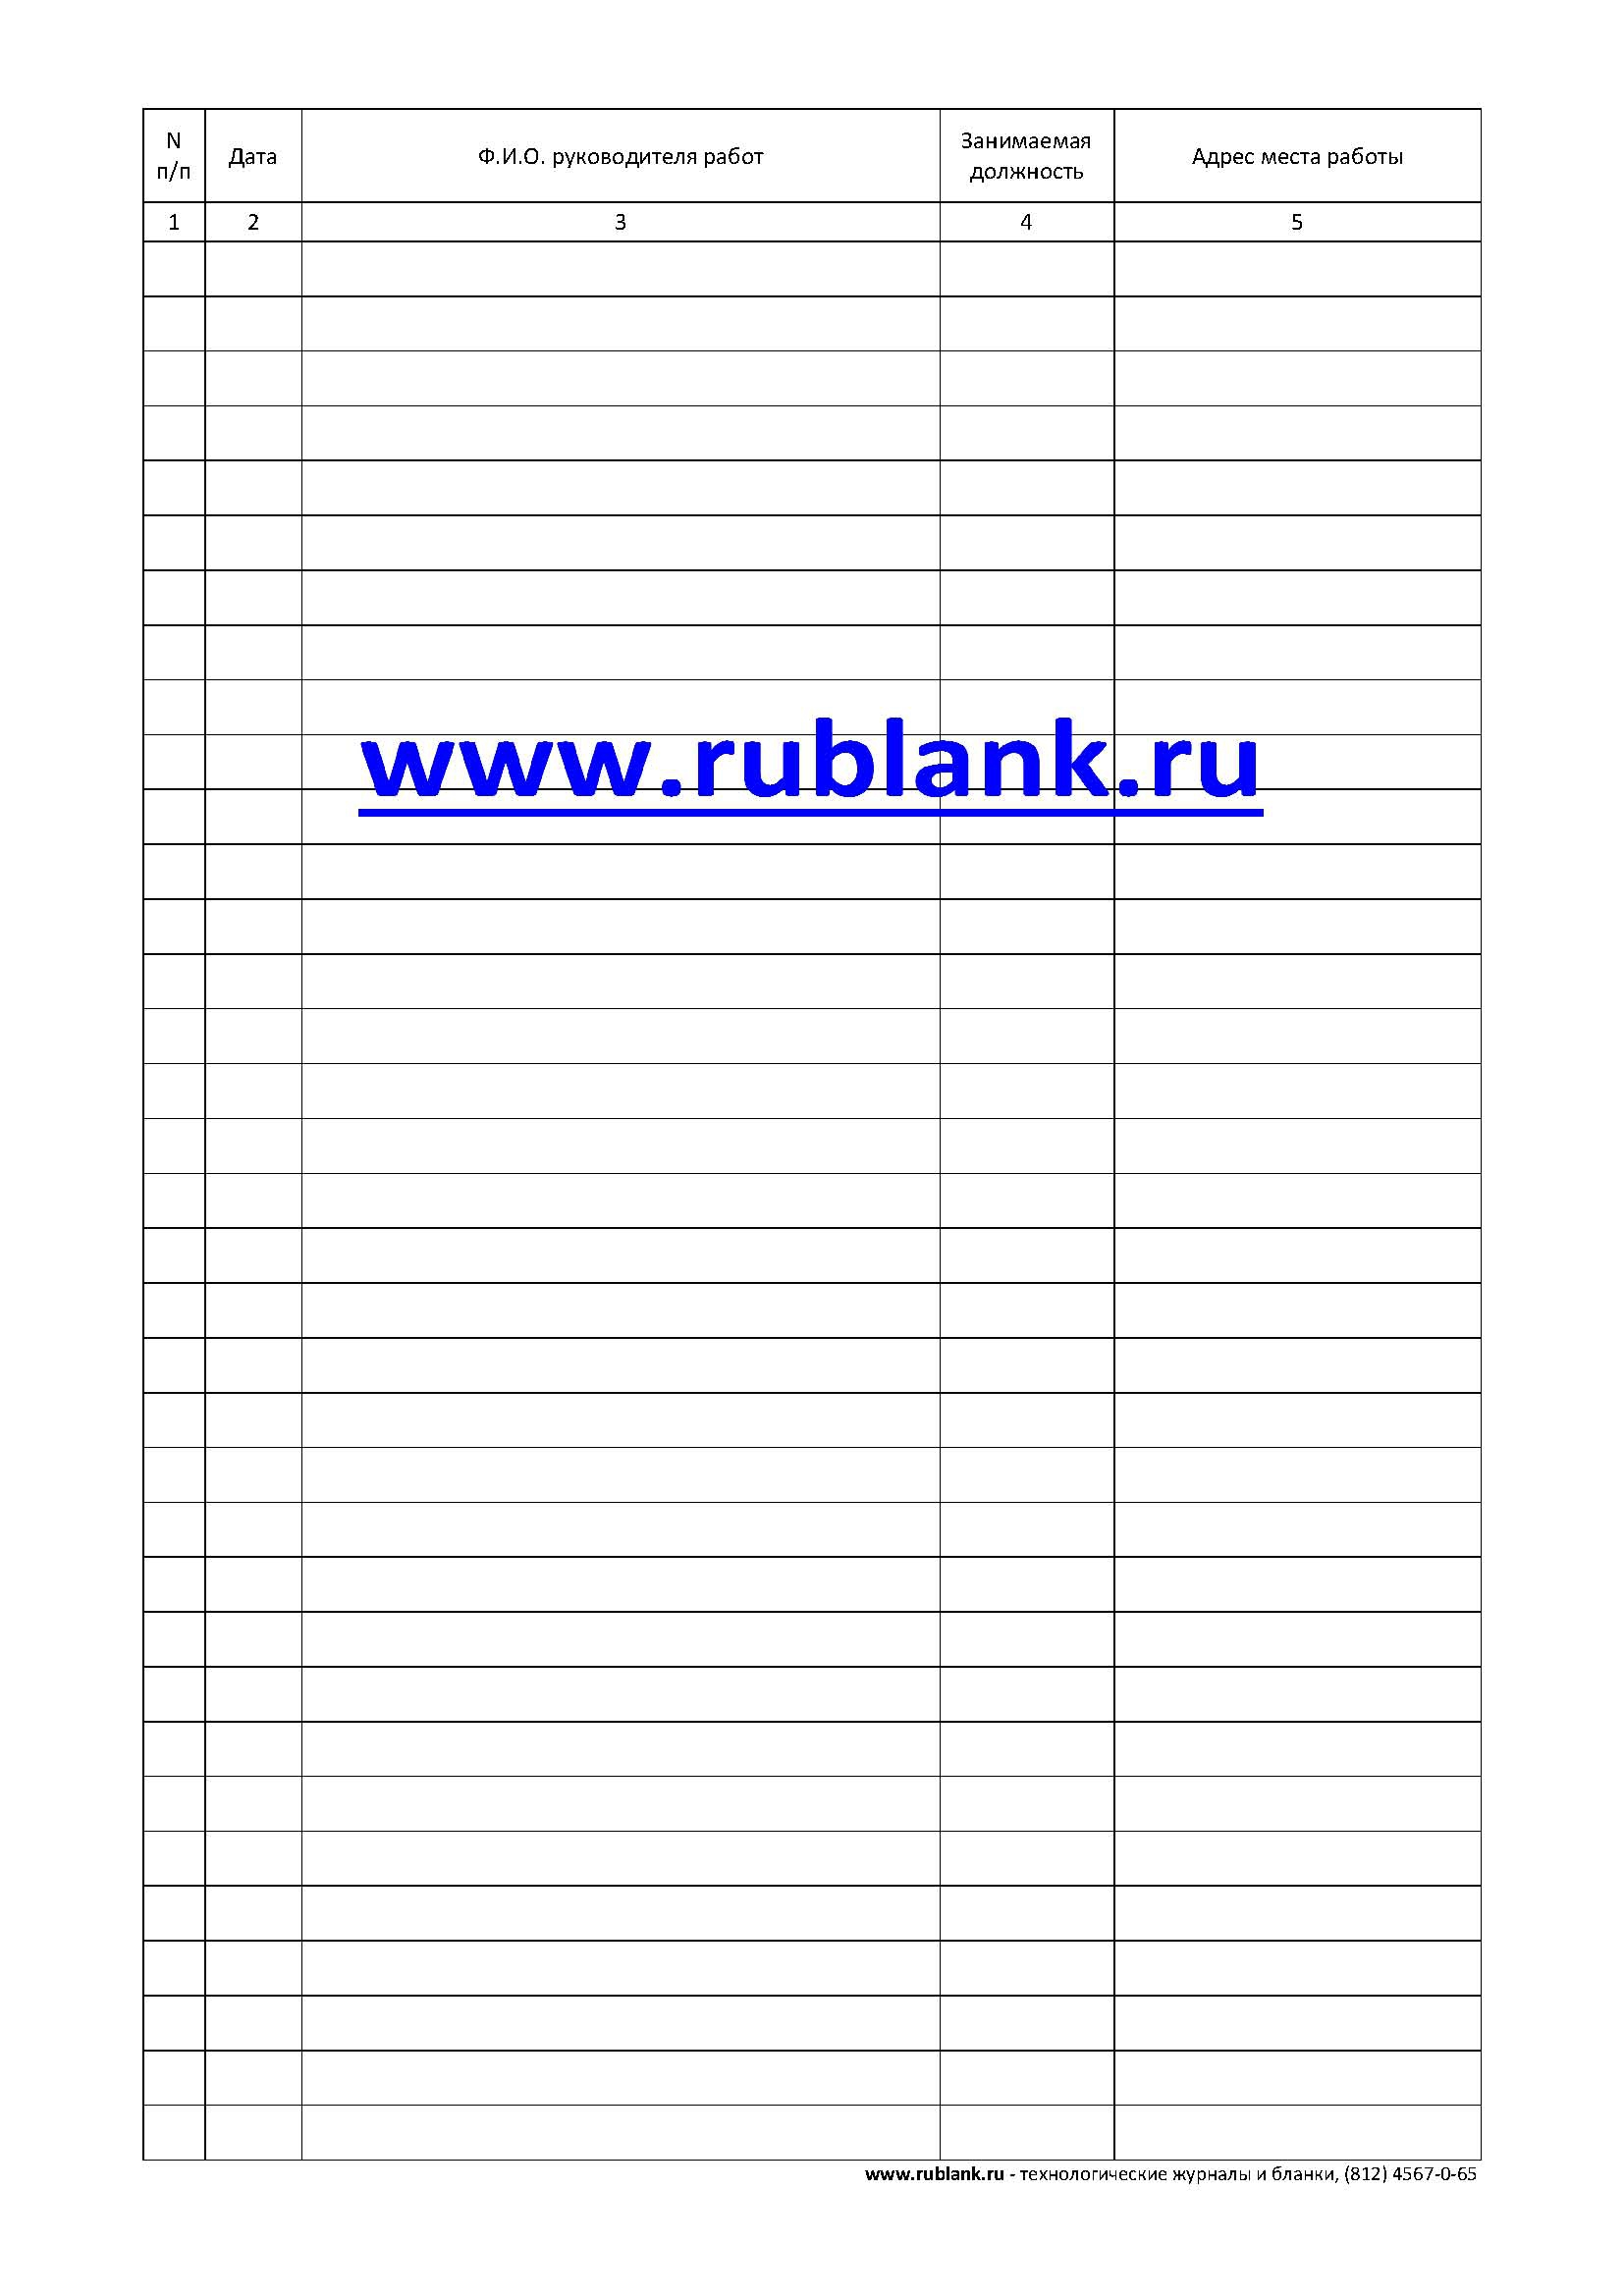 N п/п Дата Ф.И.О. руководителя работ Занимаемая должность Адрес места работы
1 2 3 4 5
www.rublank.ru
www.rublank.ru - технологические журналы и бланки, (812) 4567-0-65